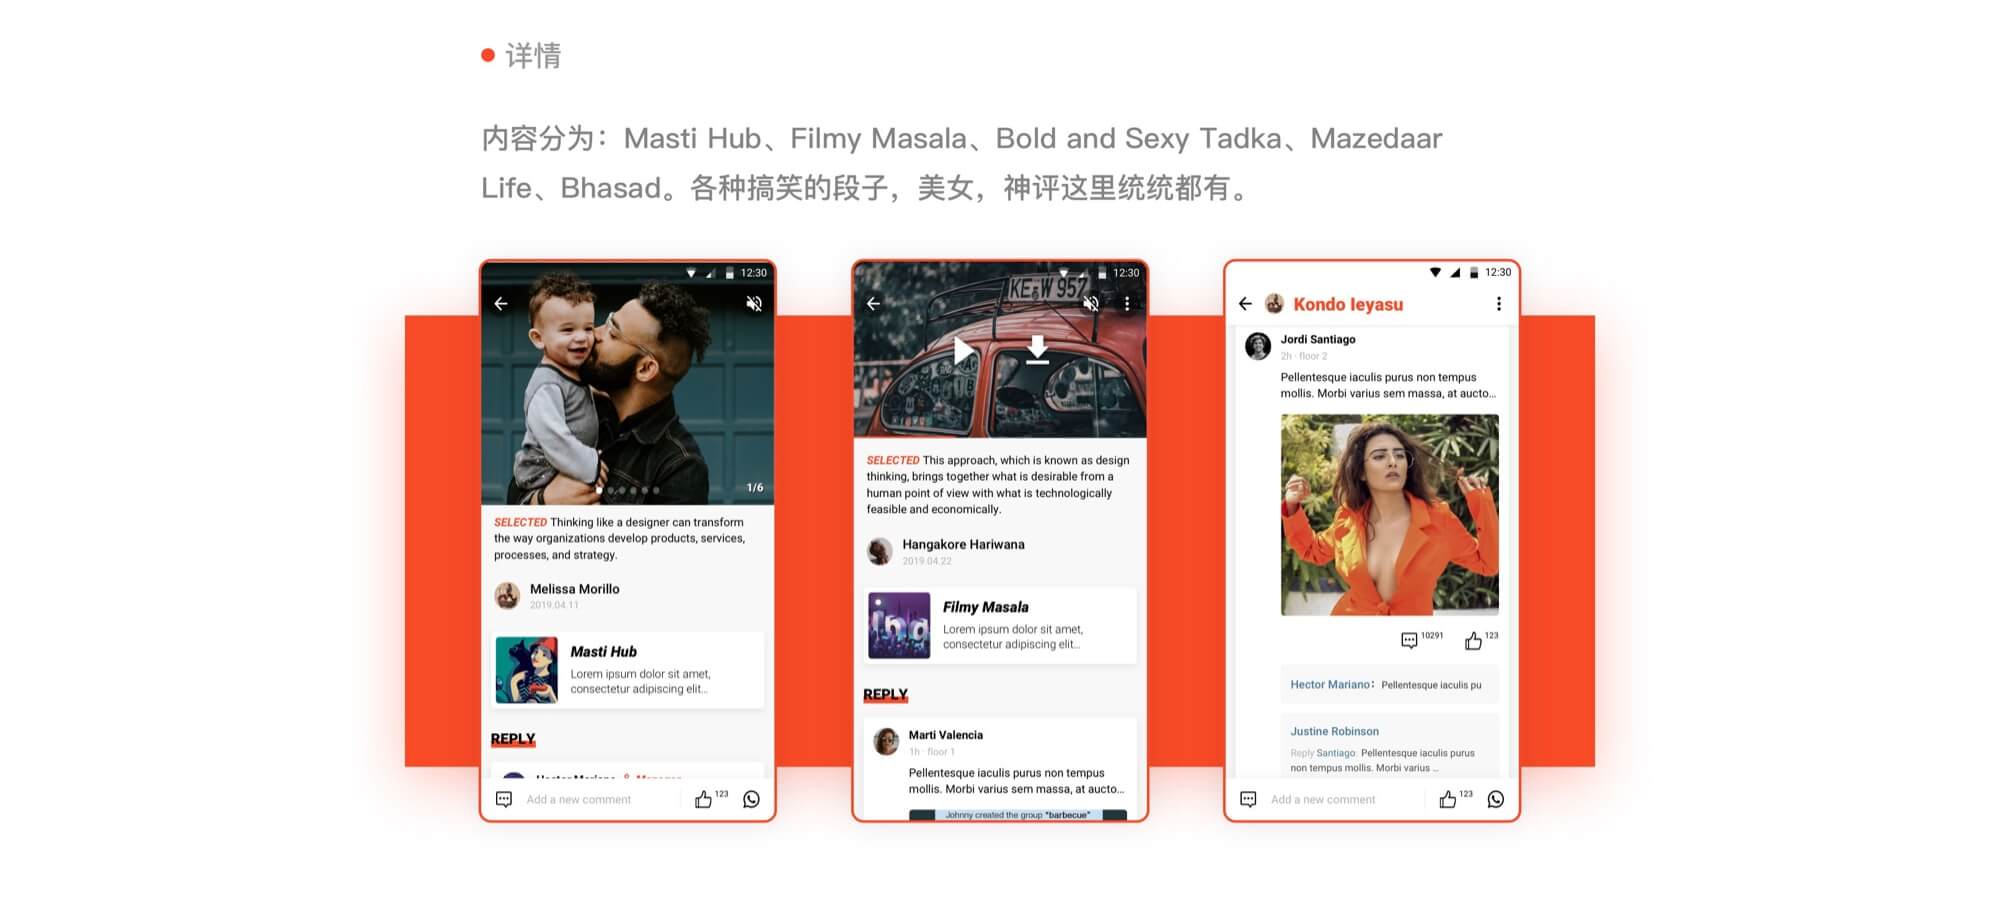 详情
内容分为：Masti Hub、Filmy Masala、Bold and Sexy Tadka、Mazedaar
Life、Bhasad。各种搞笑的段子，美女，神评这里统统都有。
12:30
1/6
SELECTED Thinking like a designer can transform
the way organizations develop products, services,
processes, and strategy.
Melissa Morillo
2019.04.11
Masti Hub
Lorem ipsum dolor sit amet,
consectetur adipiscing elit...
REPLY
Add a new comment
123
12:30
KE W 957
SELECTED This approach, which is known as design
thinking, brings together what is desirable from a
human point of view with what is technologically
feasible and economically.
Hangakore Hariwana
2019.04.22
Ind
Filmy Masala
Lorem ipsum dolor sit amet,
consectetur adipiscing elit...
REPLY
Marti Valencia
1h · floor 1
Pellentesque iaculis purus non tempus
mollis. Morbi varius sem massa, at aucto...
Johnny created the group "barbecue"
12:30
Kondo Ieyasu
Jordi Santiago
2h · floor 2
Pellentesque iaculis purus non tempus
mollis. Morbi varius sem massa, at aucto...
10291
123
Hector Mariano: Pellentesque iaculis pu
Justine Robinson
Reply Santiago: Pellentesque iaculis purus
non tempus mollis. Morbi varius ...
Add a new comment
123